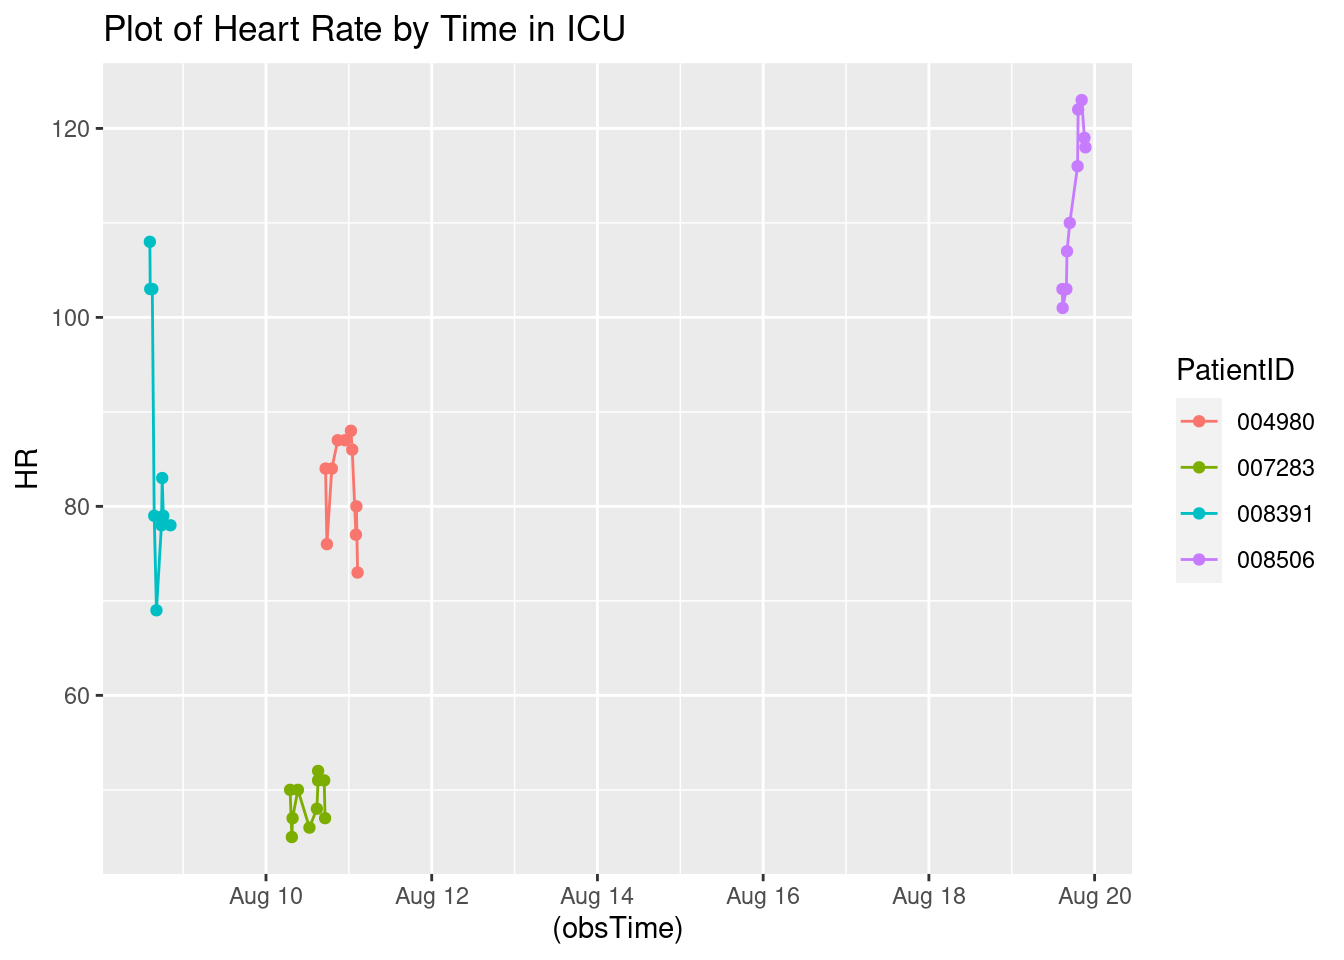 Plot of Heart Rate by Time in ICU
120
100
80
60
HR
Aug 10
Aug 12
Aug 14
Aug 16
Aug 18
Aug 20
(obsTime)
PatientID
004980
007283
008391
008506